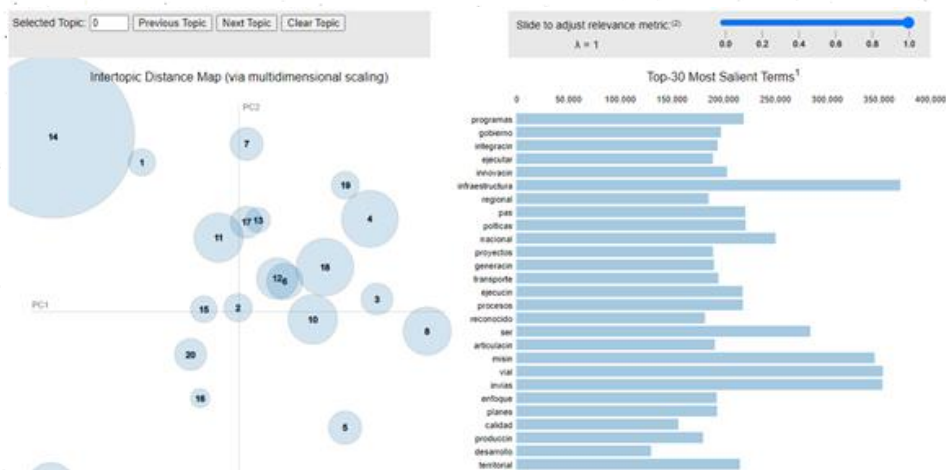 Selected Topic: 0 Previous Topic Next Topic Clear Topic
Slide to adjust relevance metric:(2)
λ = 1
0.0 0.2 0.4 0.6 0.8 1.0
Intertopic Distance Map (via multidimensional scaling)
Top-30 Most Salient Terms1
PC2
PC1
14
1
7
19
4
17
13
11
18
12
6
3
15
2
10
8
20
16
5
0 50.000 100.000 150.000 200.000 250.000 300.000 350.000 400.000
programas
gobierno
integracin
ejecutar
innovacin
infraestructura
regional
pas
polticas
nacional
proyectos
generacin
transporte
ejecucin
procesos
reconocido
ser
articulacin
misin
vial
invias
enfoque
planes
calidad
produccin
desarrollo
territorial